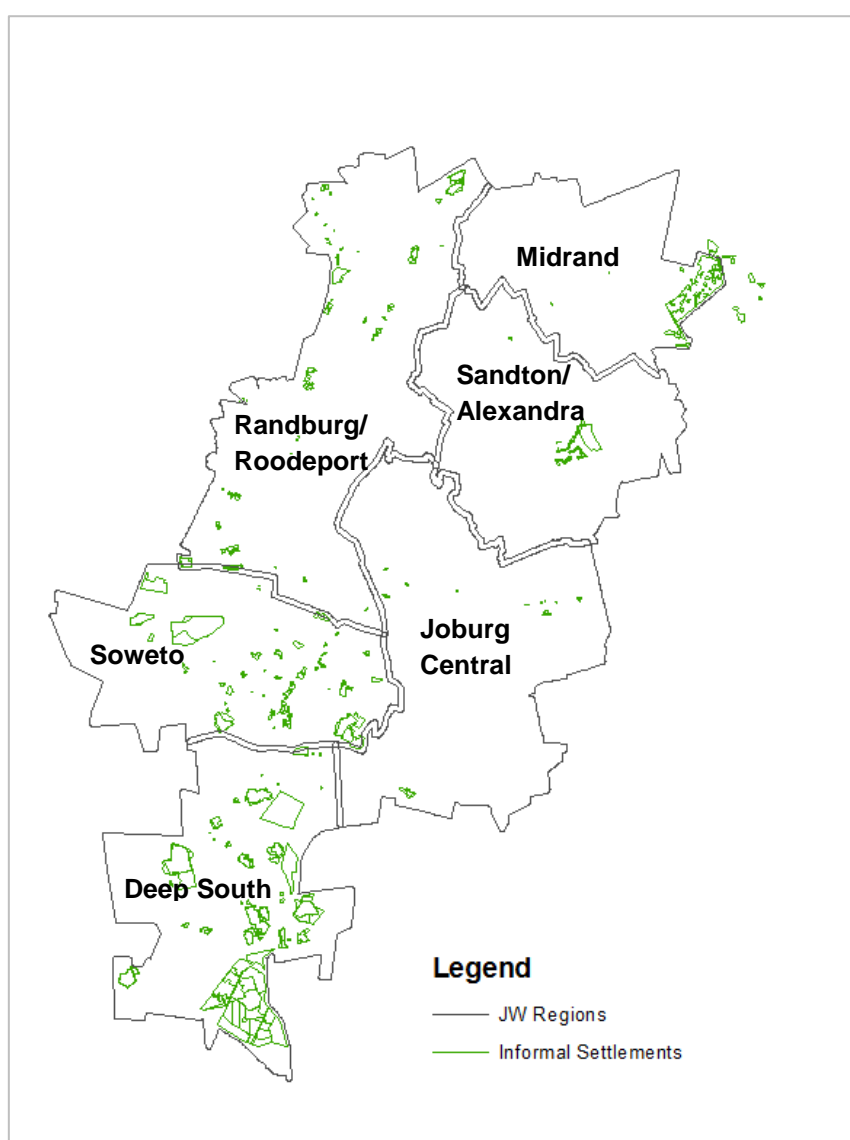 Midrand
Sandton/
Alexandra
Randburg/
Roodeport
Joburg
Central
Soweto
Deep South
Legend
JW Regions
Informal Settlements